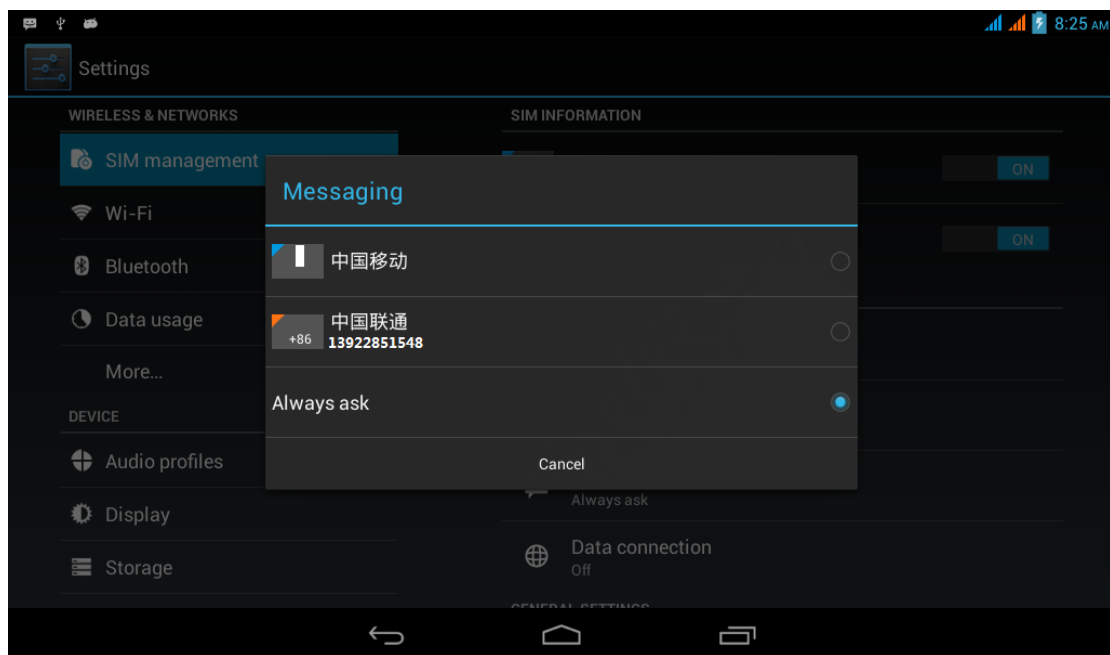 8:25 AM
Settings
WIRELESS & NETWORKS
SIM management
Wi-Fi
Bluetooth
Data usage
More...
DEVICE
Audio profiles
Display
Storage
SIM INFORMATION
ON
ON
Messaging
中国移动
+86
中国联通
13922851548
Always ask
Cancel
Always ask
Data connection
Off
GENERAL SETTINGS